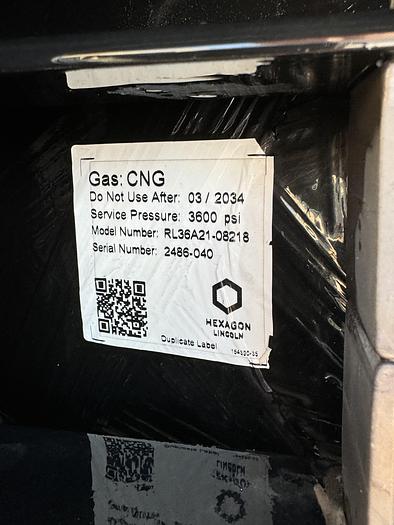 Gas: CNG
Do Not Use After: 03 / 2034
Service Pressure: 3600 psi
Model Number: RL36A21-08218
Serial Number: 2486-040
HEXAGON
LINCOLN
Duplicate Label